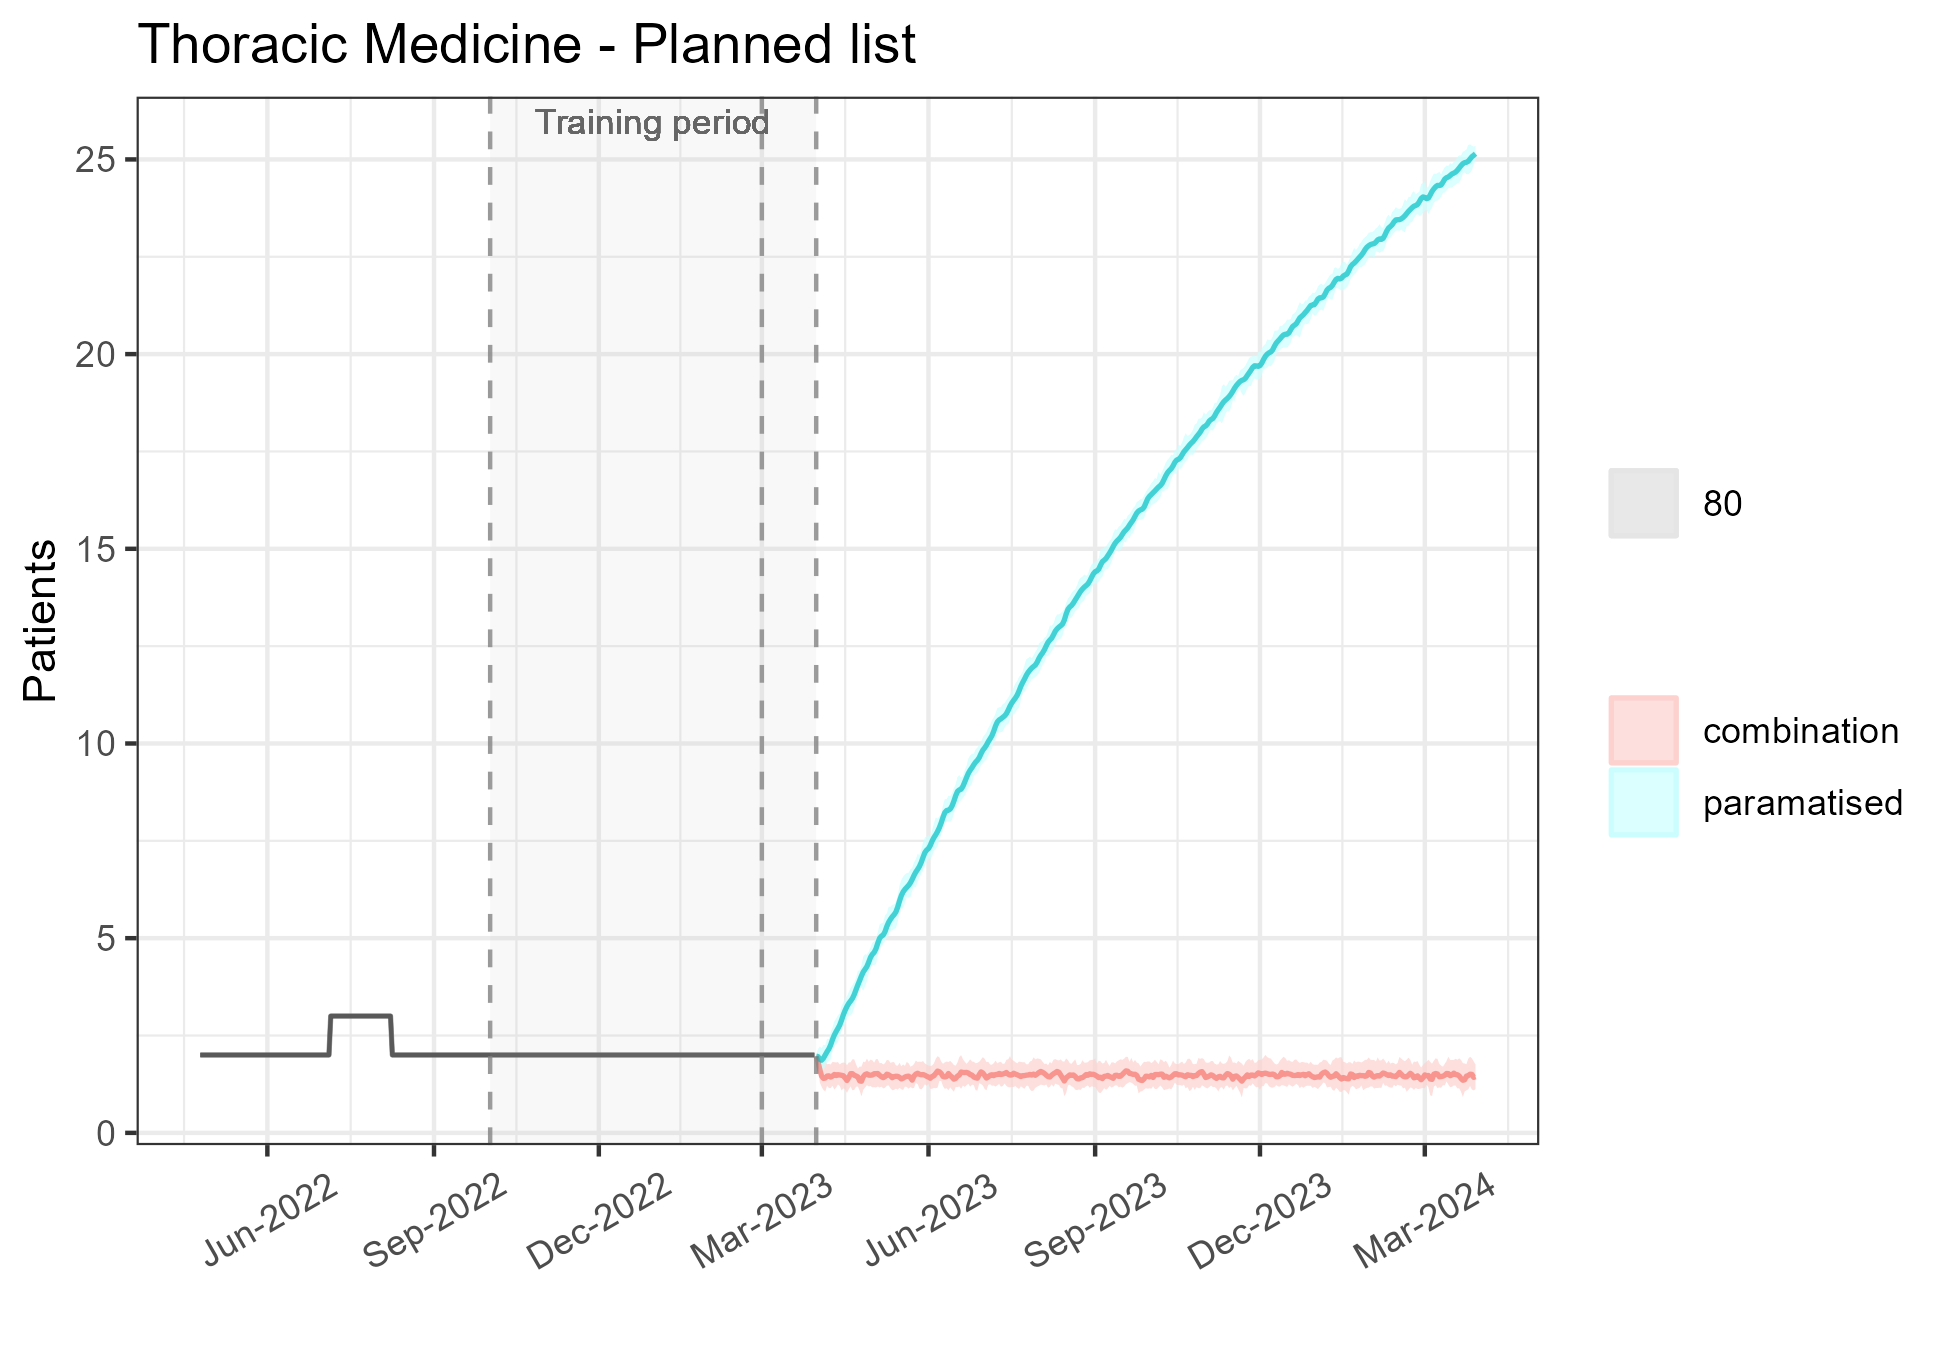 Thoracic Medicine - Planned list
Training period
Patients
25
20
15
10
5
0
Jun-2022
Sep-2022
Dec-2022
Mar-2023
Jun-2023
Sep-2023
Dec-2023
Mar-2024
80
combination
paramatised